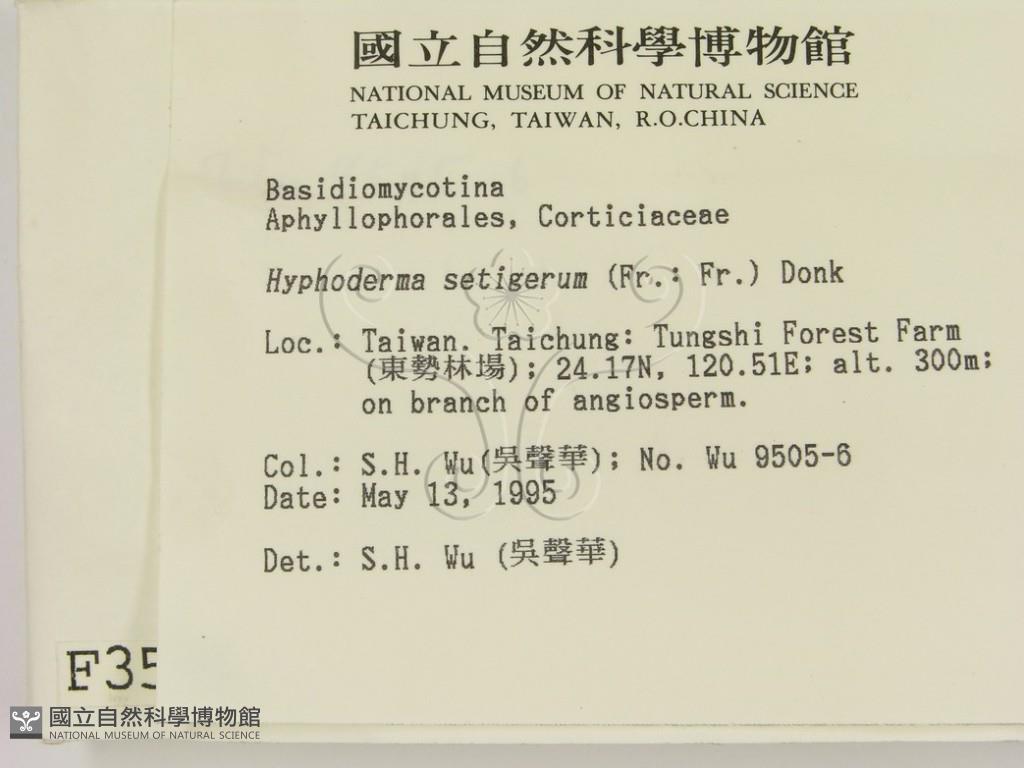 國立自然科學博物館
NATIONAL MUSEUM OF NATURAL SCIENCE
TAICHUNG, TAIWAN, R.O.CHINA
Basidiomycotina
Aphyllophorales, Corticiaceae
Hyphoderma setigerum (Fr.: Fr.) Donk
Loc.: Taiwan. Taichung: Tungshi Forest Farm
(東勢林場); 24.17N, 120.51E; alt. 300m;
on branch of angiosperm.
Col.: S.H. Wu(吳聲華); No. Wu 9505-6
Date: May 13, 1995
Det.: S.H. Wu (吳聲華)
F35
國立自然科學博物館
NATIONAL MUSEUM OF NATURAL SCIENCE